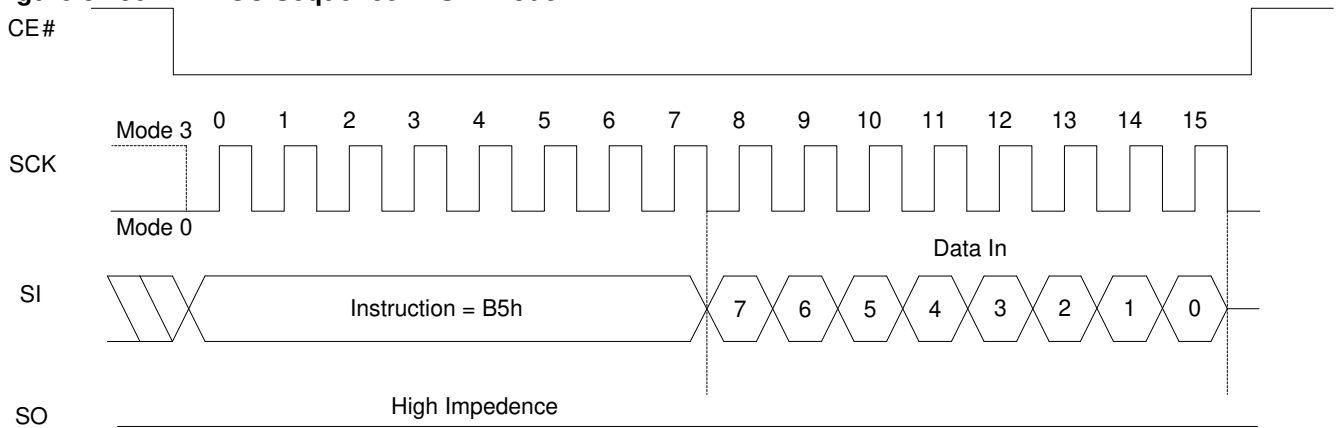 CE#
Mode 3
0 1 2 3 4 5 6 7 8 9 10 11 12 13 14 15
SCK
Mode 0
Data In
SI
Instruction = B5h
7 6 5 4 3 2 1 0
High Impedence
SO